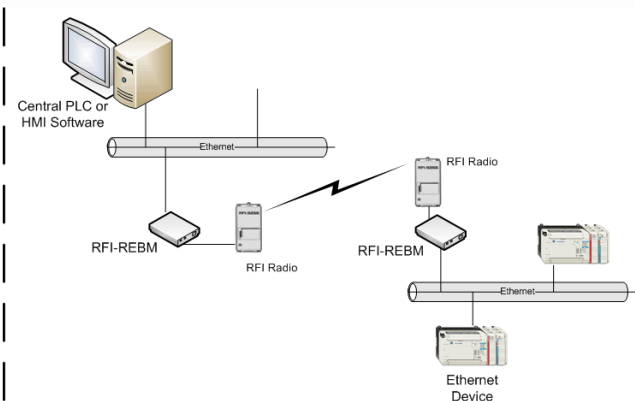 Central PLC or
HMI Software
Ethernet
RFI-REBM
RFI Radio
RFI Radio
RFI-REBM
Ethernet
Ethernet
Device